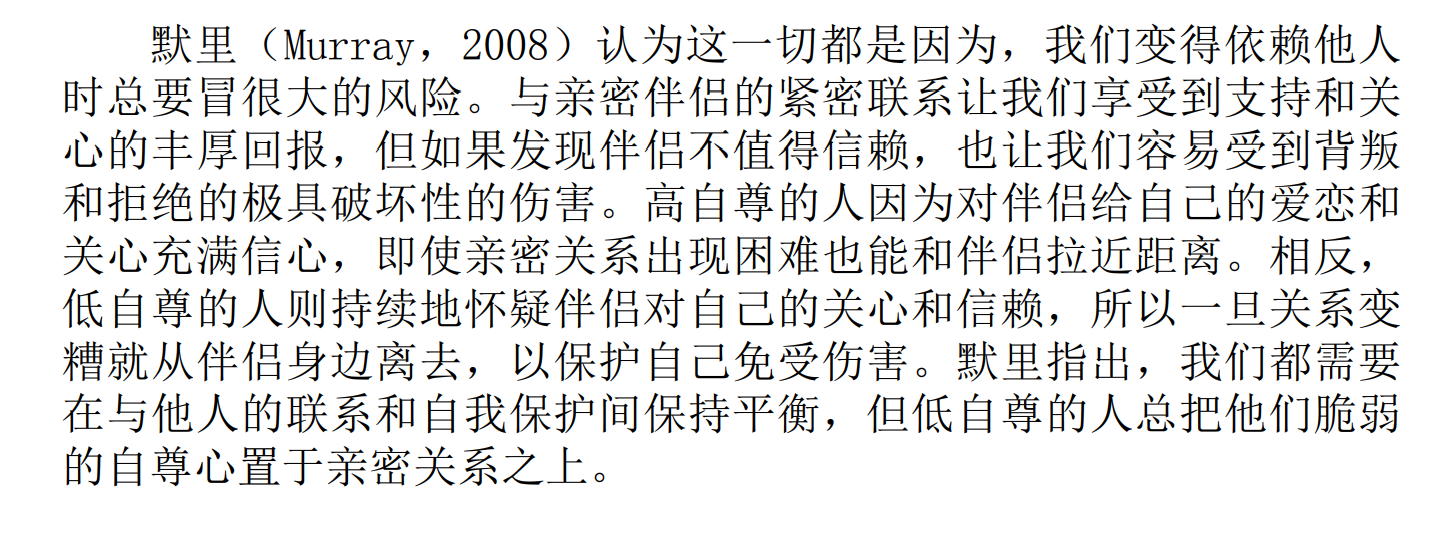 默里（Murray，2008）认为这一切都是因为，我们变得依赖他人
时总要冒很大的风险。与亲密伴侣的紧密联系让我们享受到支持和关
心的丰厚回报，但如果发现伴侣不值得信赖，也让我们容易受到背叛
和拒绝的极具破坏性的伤害。高自尊的人因为对伴侣给自己的爱恋和
关心充满信心，即使亲密关系出现困难也能和伴侣拉近距离。相反，
低自尊的人则持续地怀疑伴侣对自己的关心和信赖，所以一旦关系变
糟就从伴侣身边离去，以保护自己免受伤害。默里指出，我们都需要
在与他人的联系和自我保护间保持平衡，但低自尊的人总把他们脆弱
的自尊心置于亲密关系之上。